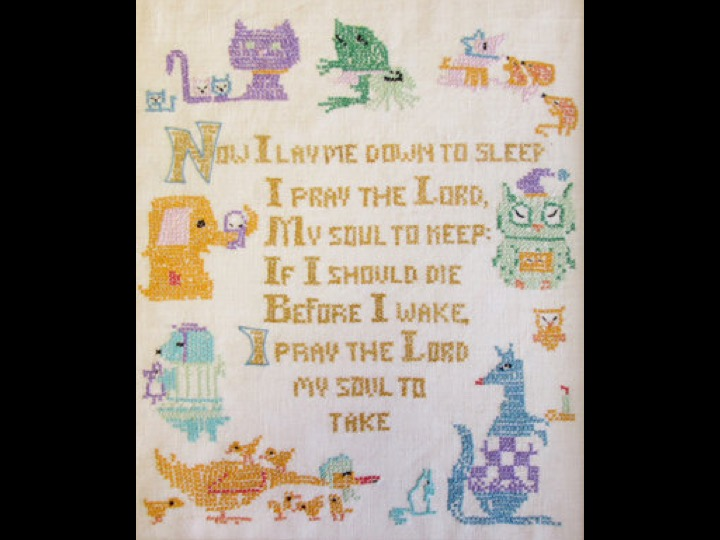 Now I lay me down to sleep
I pray the Lord,
My soul to keep:
If I should die
Before I wake,
I pray the Lord
my soul to
take